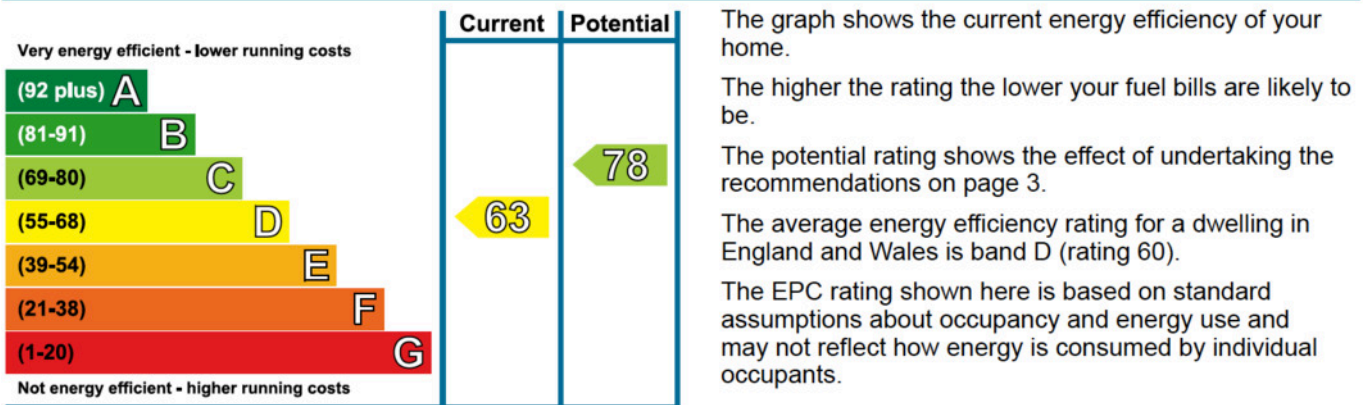 Current Potential
Very energy efficient - lower running costs
(92 plus) A
(81-91) B
(69-80) C
(55-68) D
(39-54) E
(21-38) F
(1-20) G
Not energy efficient - higher running costs
63
78
The graph shows the current energy efficiency of your
home.
The higher the rating the lower your fuel bills are likely to
be.
The potential rating shows the effect of undertaking the
recommendations on page 3.
The average energy efficiency rating for a dwelling in
England and Wales is band D (rating 60).
The EPC rating shown here is based on standard
assumptions about occupancy and energy use and
may not reflect how energy is consumed by individual
occupants.